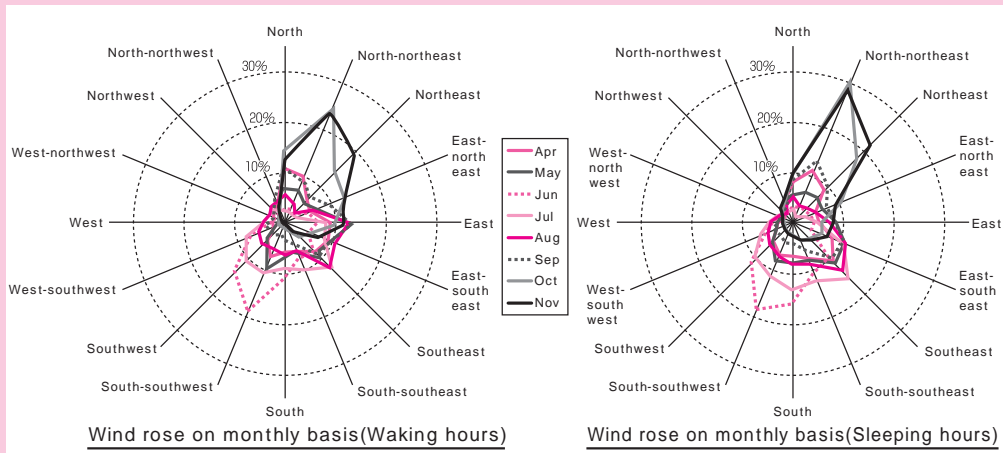 North
North-northwest
North-northeast
30%
Northwest
Northeast
20%
West-northwest
East-
north
east
10%
West
East
West-southwest
East-
south
east
Southwest
Southeast
South-southwest
South-southeast
South
Wind rose on monthly basis(Waking hours)
Apr
May
Jun
Jul
Aug
Sep
Oct
Nov
North
North-northwest
North-northeast
30%
Northwest
Northeast
20%
West-
north
west
East-
north
east
10%
West
East
West-
south
west
East-
south
east
Southwest
Southeast
South-southwest
South-southeast
South
Wind rose on monthly basis(Sleeping hours)